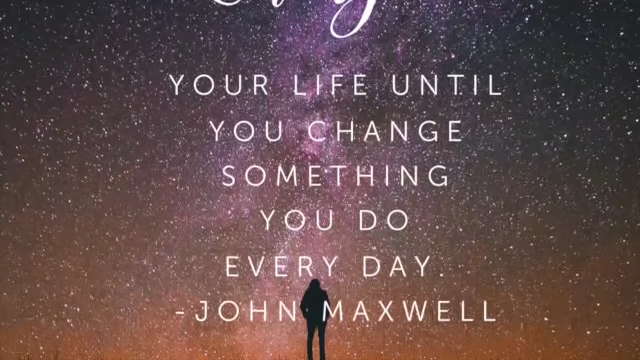 YOUR LIFE UNTIL
YOU CHANGE
SOMETHING
YOU DO
EVERY DAY.
-JOHN MAXWELL